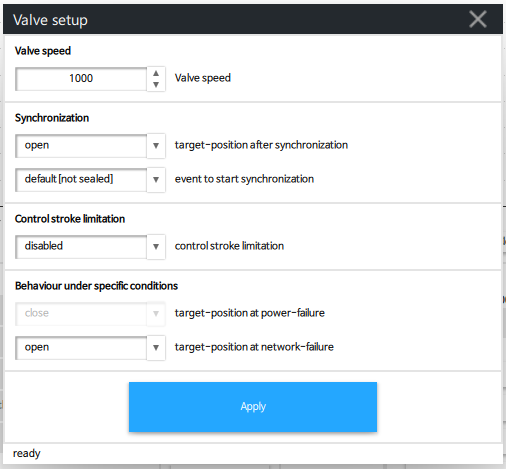 Valve setup
Valve speed
1000 Valve speed
Synchronization
open target-position after synchronization
default [not sealed] event to start synchronization
Control stroke limitation
disabled control stroke limitation
Behaviour under specific conditions
close target-position at power-failure
open target-position at network-failure
Apply
ready